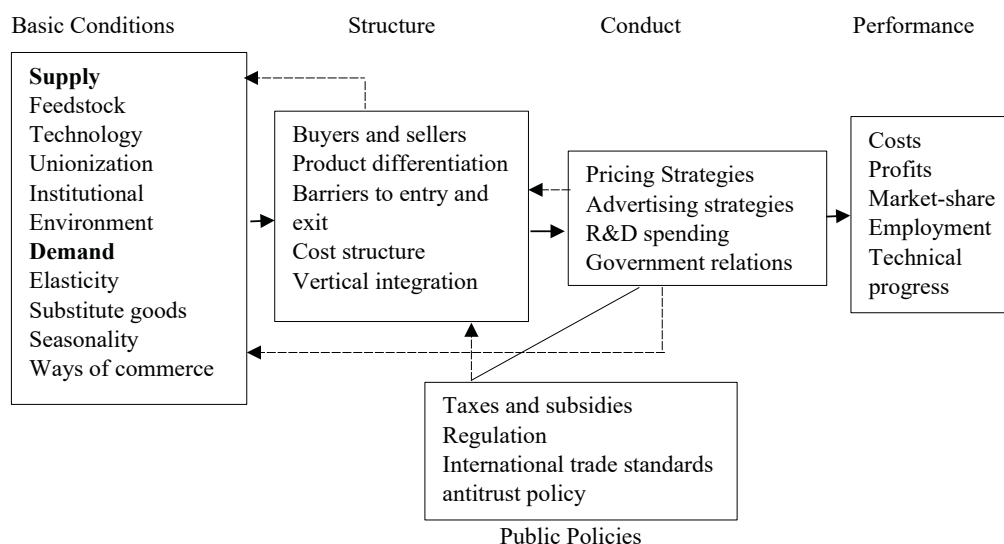 Basic Conditions
Structure
Conduct
Performance
Supply
Feedstock
Technology
Unionization
Institutional
Environment
Demand
Elasticity
Substitute goods
Seasonality
Ways of commerce
Buyers and sellers
Product differentiation
Barriers to entry and
exit
Cost structure
Vertical integration
Pricing Strategies
Advertising strategies
R&D spending
Government relations
Costs
Profits
Market-share
Employment
Technical
progress
Taxes and subsidies
Regulation
International trade standards
antitrust policy
Public Policies